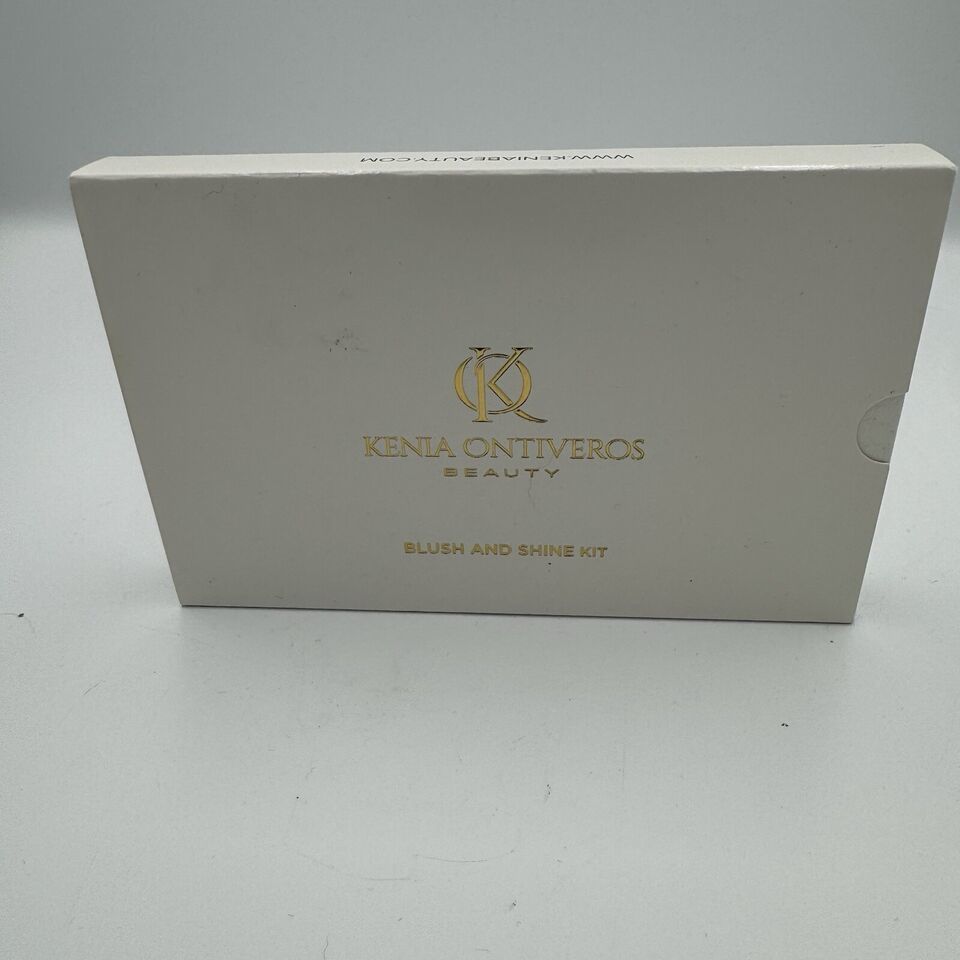 WWW.KENIABEAUTY.COM
KO
KENIA ONTIVEROS
BEAUTY
BLUSH AND SHINE KIT